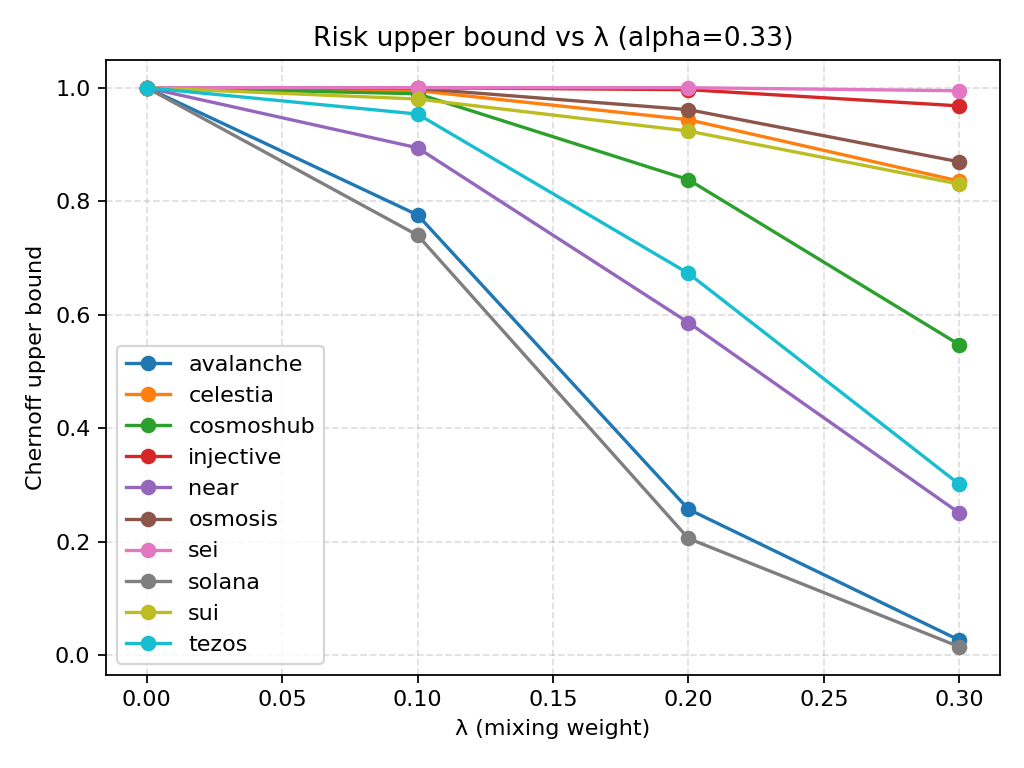 Risk upper bound vs λ (alpha=0.33)
Chernoff upper bound
1.0
0.8
0.6
0.4
0.2
0.0
avalanche
celestia
cosmoshub
injective
near
osmosis
sei
solana
sui
tezos
0.00 0.05 0.10 0.15 0.20 0.25 0.30
λ (mixing weight)